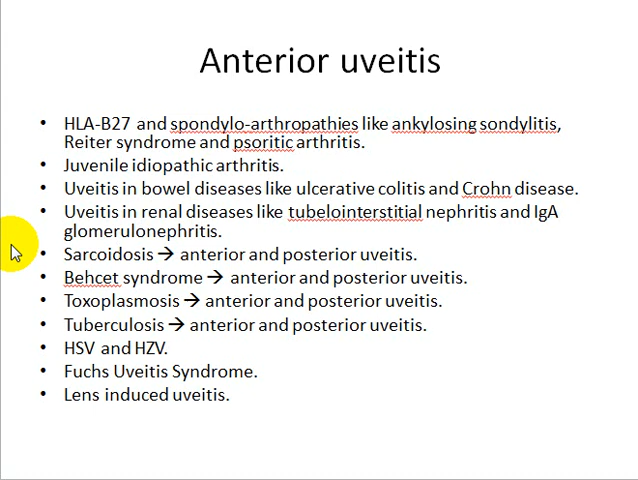 Anterior uveitis
• HLA-B27 and spondylo-arthropathies like ankylosing sondylitis,
Reiter syndrome and psoritic arthritis.
• Juvenile idiopathic arthritis.
• Uveitis in bowel diseases like ulcerative colitis and Crohn disease.
• Uveitis in renal diseases like tubelointerstitial nephritis and IgA
glomerulonephritis.
• Sarcoidosis → anterior and posterior uveitis.
• Behcet syndrome → anterior and posterior uveitis.
• Toxoplasmosis → anterior and posterior uveitis.
• Tuberculosis → anterior and posterior uveitis.
• HSV and HZV.
• Fuchs Uveitis Syndrome.
• Lens induced uveitis.